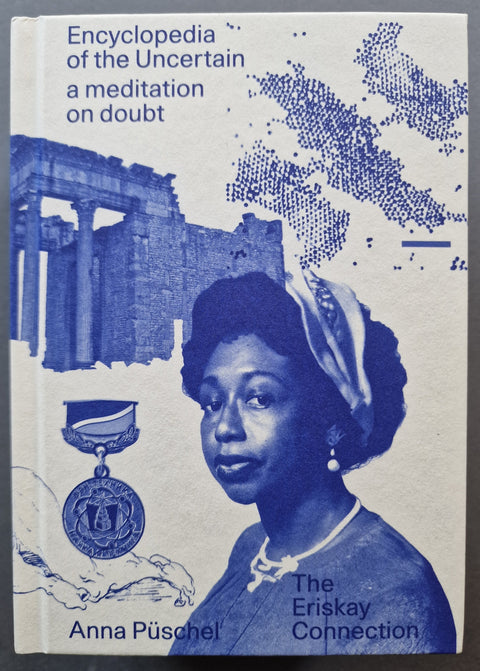 Encyclopedia
of the Uncertain
a meditation
on doubt
Anna Püschel
The
Eriskay
Connection